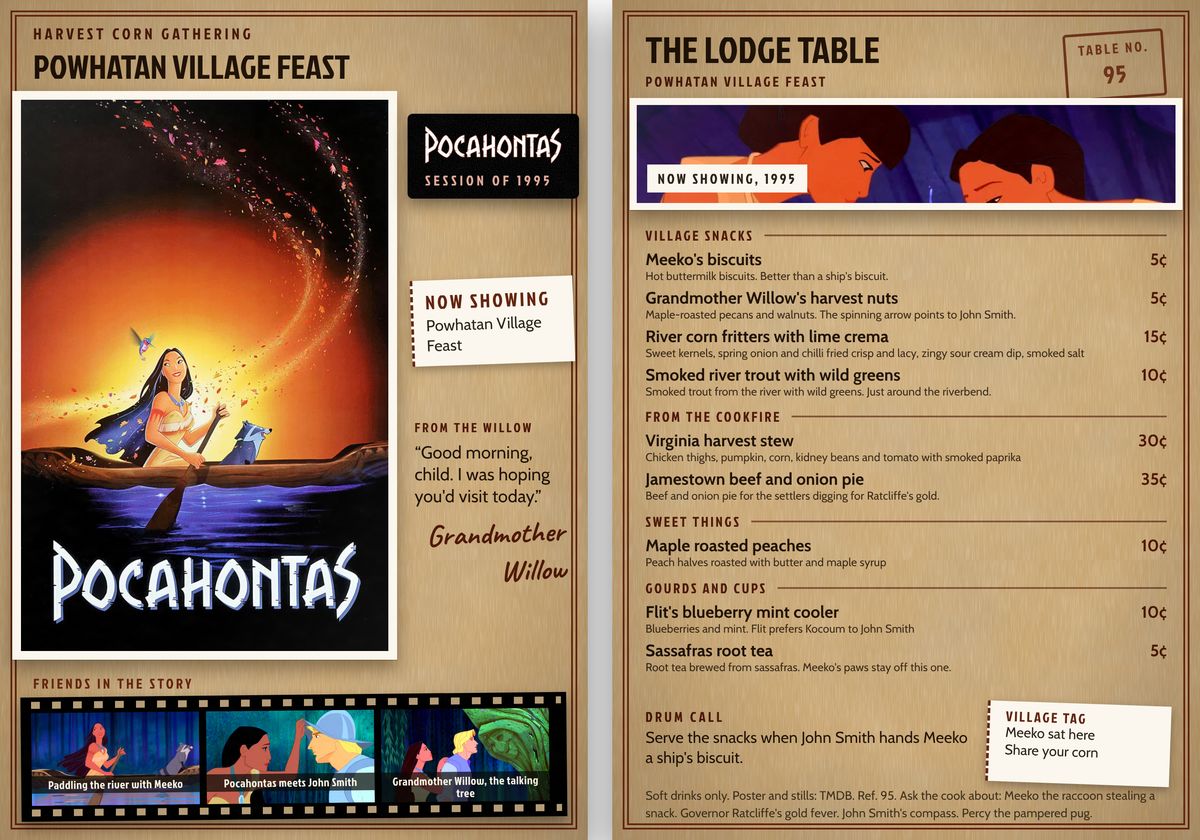 HARVEST CORN GATHERING
POWHATAN VILLAGE FEAST
POCAHONTAS
SESSION OF 1995
NOW SHOWING
Powhatan Village
Feast
FROM THE WILLOW
“Good morning,
child. I was hoping
you'd visit today.”
Grandmother
Willow
POCAHONTAS
FRIENDS IN THE STORY
Paddling the river with Meeko
Pocahontas meets John Smith
Grandmother Willow, the talking
tree
THE LODGE TABLE
POWHATAN VILLAGE FEAST
TABLE NO.
95
NOW SHOWING, 1995
VILLAGE SNACKS
Meeko's biscuits 5¢
Hot buttermilk biscuits. Better than a ship's biscuit.
Grandmother Willow's harvest nuts 5¢
Maple-roasted pecans and walnuts. The spinning arrow points to John Smith.
River corn fritters with lime crema 15¢
Sweet kernels, spring onion and chilli fried crisp and lacy, zingy sour cream dip, smoked salt
Smoked river trout with wild greens 10¢
Smoked trout from the river with wild greens. Just around the riverbend.
FROM THE COOKFIRE
Virginia harvest stew 30¢
Chicken thighs, pumpkin, corn, kidney beans and tomato with smoked paprika
Jamestown beef and onion pie 35¢
Beef and onion pie for the settlers digging for Ratcliffe's gold.
SWEET THINGS
Maple roasted peaches 10¢
Peach halves roasted with butter and maple syrup
GOURDS AND CUPS
Flit's blueberry mint cooler 10¢
Blueberries and mint. Flit prefers Kocoum to John Smith
Sassafras root tea 5¢
Root tea brewed from sassafras. Meeko's paws stay off this one.
DRUM CALL
Serve the snacks when John Smith hands Meeko
a ship's biscuit.
VILLAGE TAG
Meeko sat here
Share your corn
Soft drinks only. Poster and stills: TMDB. Ref. 95. Ask the cook about: Meeko the raccoon stealing a
snack. Governor Ratcliffe's gold fever. John Smith's compass. Percy the pampered pug.